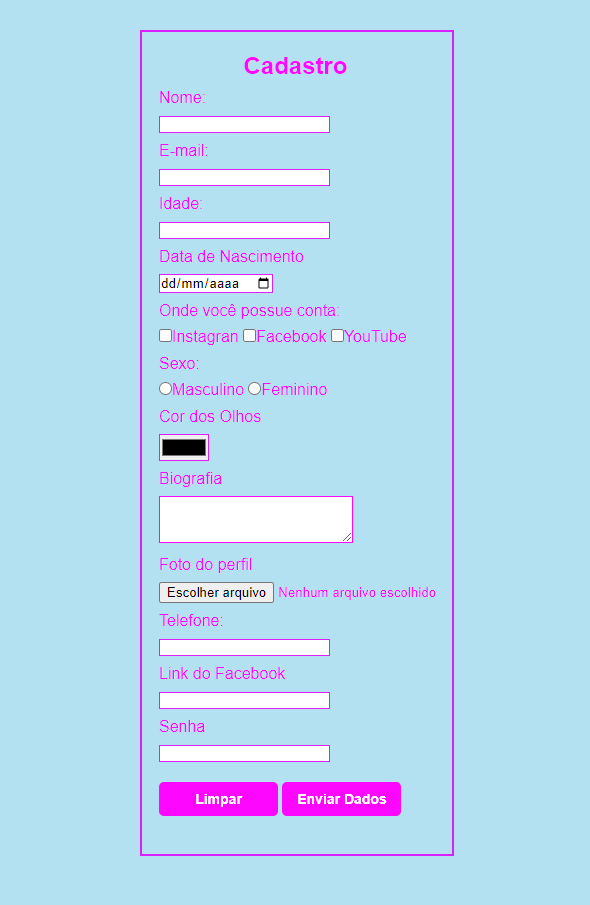 Cadastro
Nome:
E-mail:
Idade:
Data de Nascimento
dd/mm/aaaa
Onde você possue conta:
Instagran Facebook YouTube
Sexo:
Masculino Feminino
Cor dos Olhos
Biografia
Foto do perfil
Escolher arquivo Nenhum arquivo escolhido
Telefone:
Link do Facebook
Senha
Limpar Enviar Dados